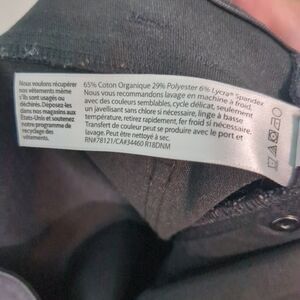 Nous voulons récupérer
nos vêtements même
s'ils sont usagés ou
déchirés. Déposez-les
dans nos magasins aux
États-Unis et soutenez
notre programme de
recyclage des
vêtements.
65% Coton Organique 29% Polyester 6% Lycra® Spandex
Nous vous recommandons lavage en machine à froid,
avec des couleurs semblables, cycle délicat, seulement
un javellisant sans chlore si nécessaire, linge à basse
température, retirez rapidement, fer froid si nécessaire.
Transfert de couleur peut se produire avec le port et
lavage. Peut être nettoyé à sec.
RN#78121/CA#34460 R18DNM